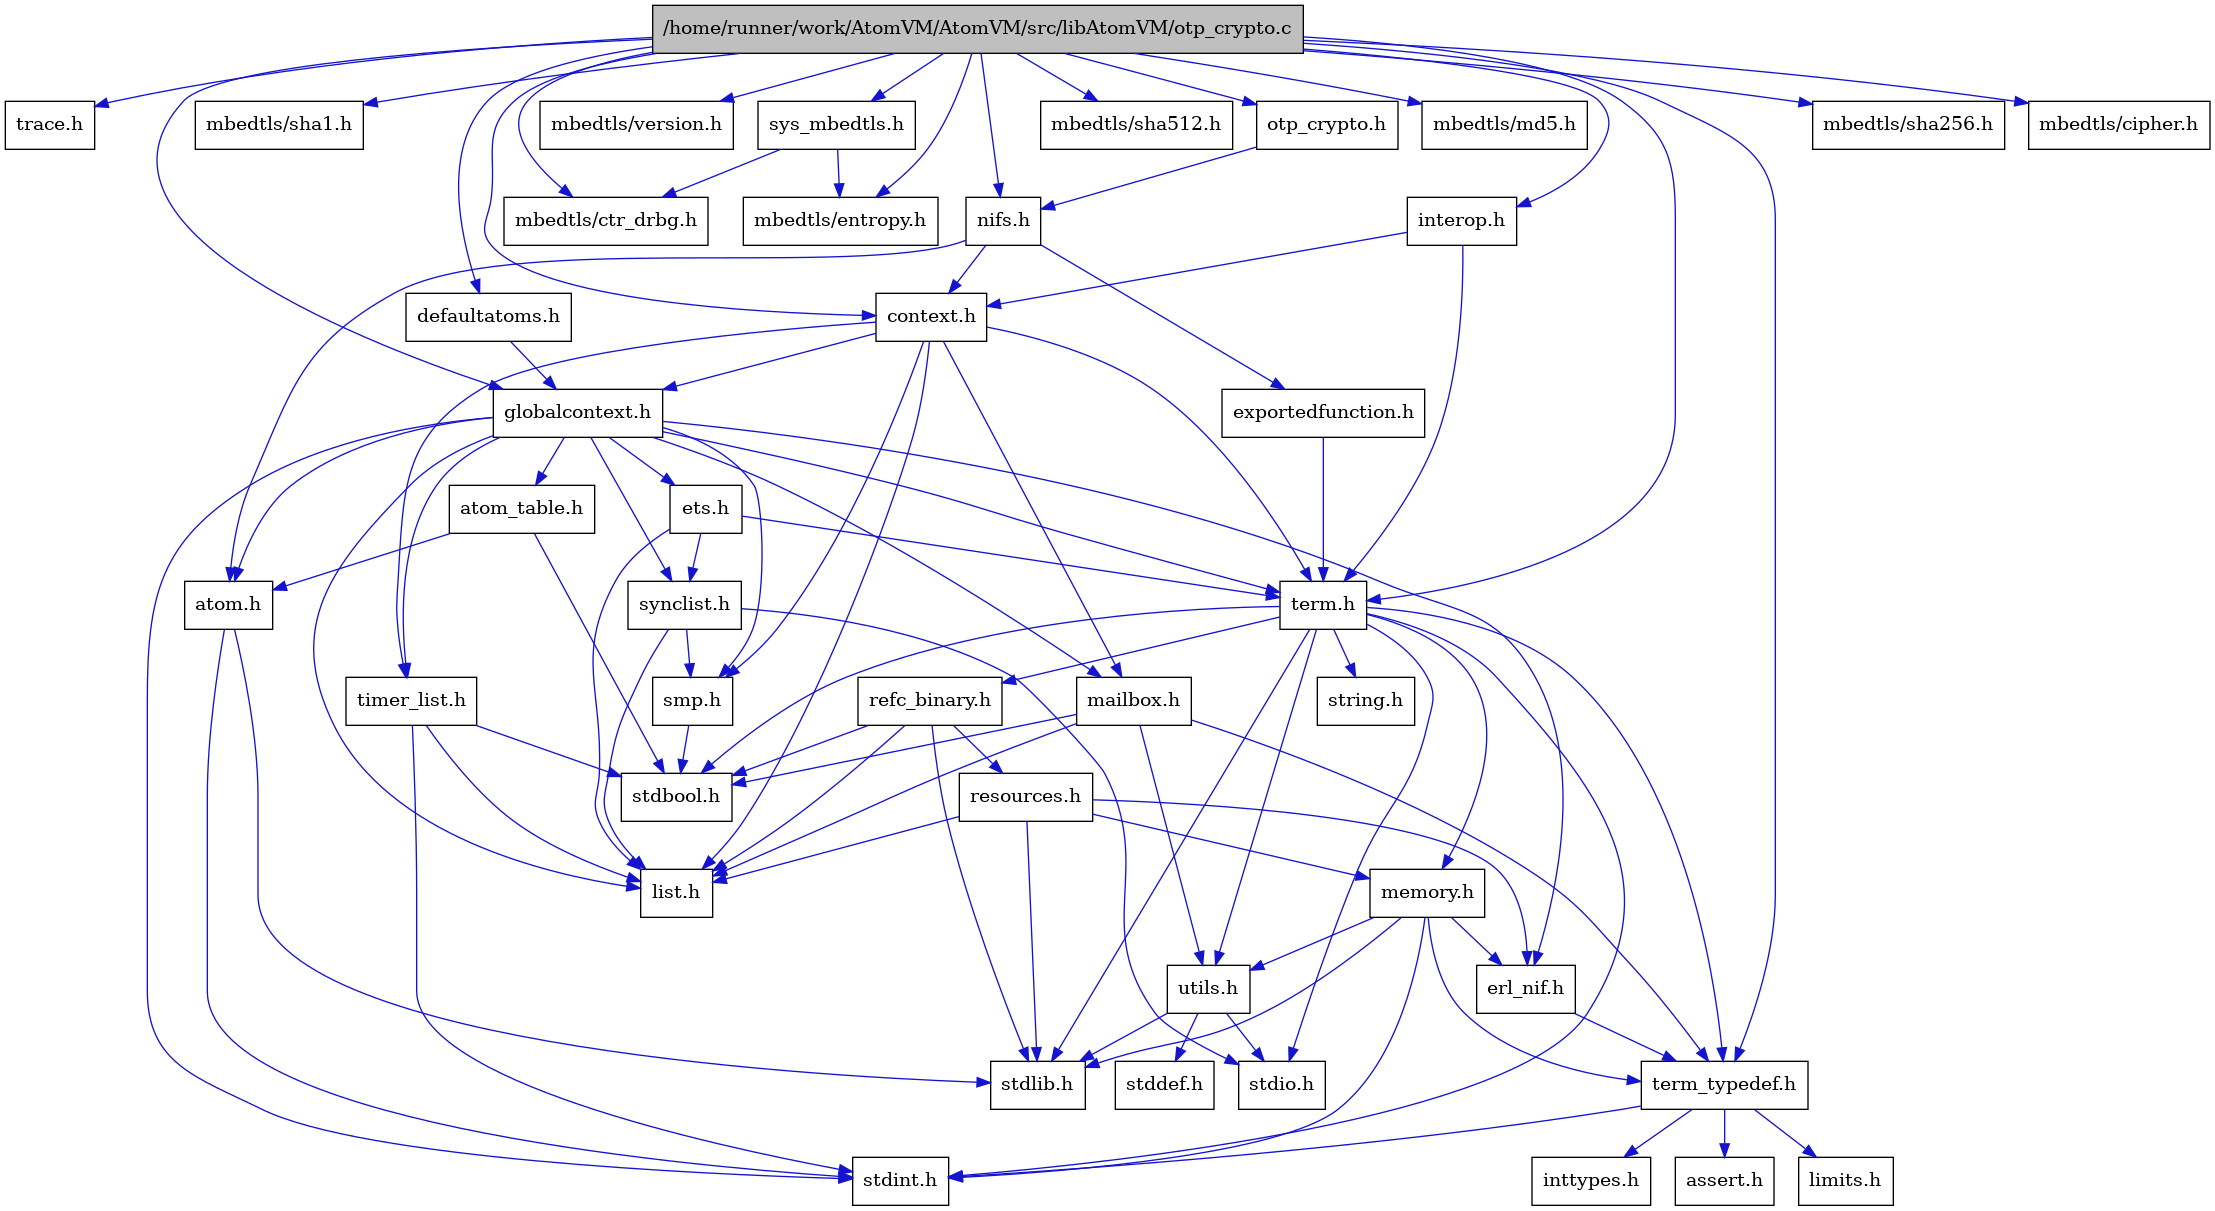 /home/runner/work/AtomVM/AtomVM/src/libAtomVM/otp_crypto.c
trace.h
mbedtls/sha1.h
mbedtls/version.h
sys_mbedtls.h
mbedtls/sha512.h
otp_crypto.h
mbedtls/md5.h
mbedtls/sha256.h
mbedtls/cipher.h
mbedtls/ctr_drbg.h
mbedtls/entropy.h
nifs.h
interop.h
defaultatoms.h
context.h
globalcontext.h
exportedfunction.h
atom_table.h
ets.h
atom.h
synclist.h
term.h
timer_list.h
smp.h
refc_binary.h
mailbox.h
string.h
stdbool.h
resources.h
list.h
memory.h
utils.h
erl_nif.h
stdlib.h
stddef.h
stdio.h
term_typedef.h
stdint.h
inttypes.h
assert.h
limits.h